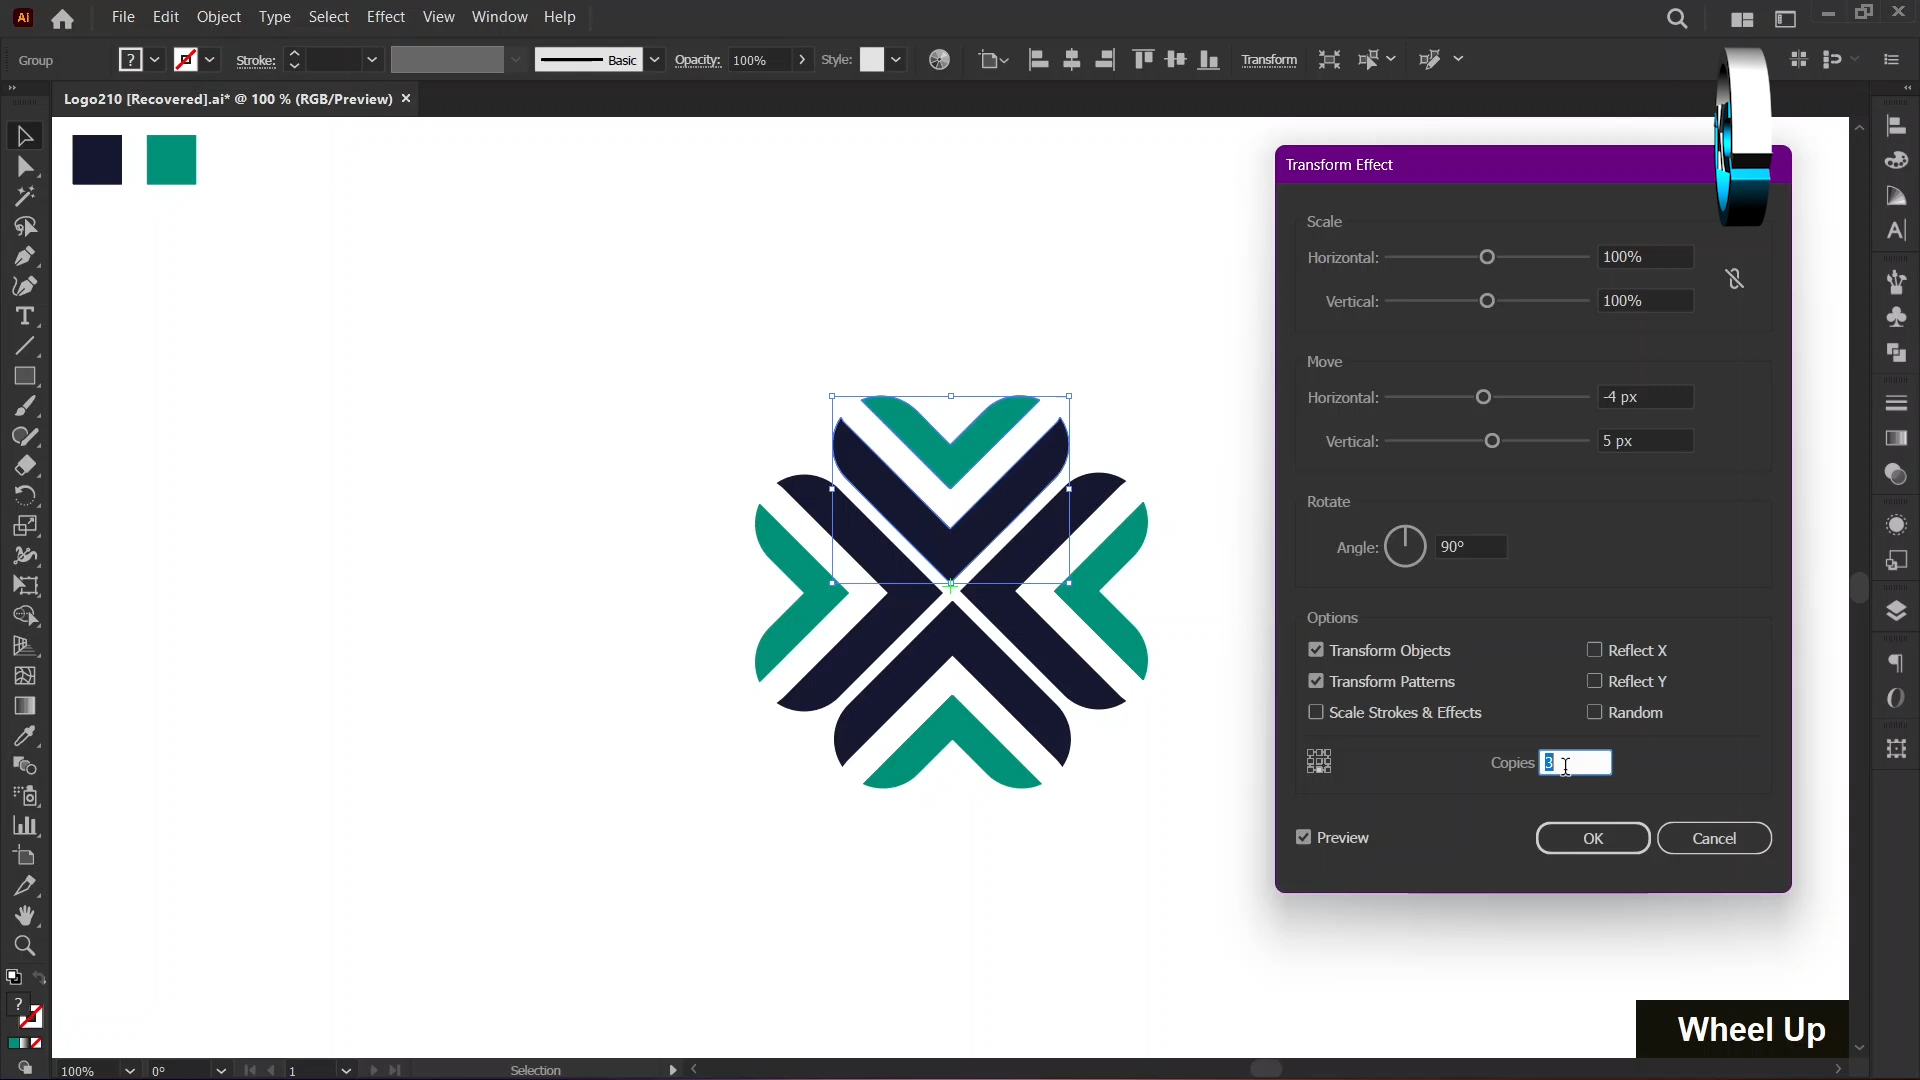 Ai File Edit Object Type Select Effect View Window Help
Group ? Stroke: Basic Opacity: 100% Style: Transform
Logo210 [Recovered].ai* @ 100 % (RGB/Preview) ×
Transform Effect
Scale
Horizontal: 100%
Vertical: 100%
Move
Horizontal: -4 px
Vertical: 5 px
Rotate
Angle: 90°
Options
Transform Objects Reflect X
Transform Patterns Reflect Y
Scale Strokes & Effects Random
Copies 3
Preview OK Cancel
?
Wheel Up
100% 0° 1 Selection